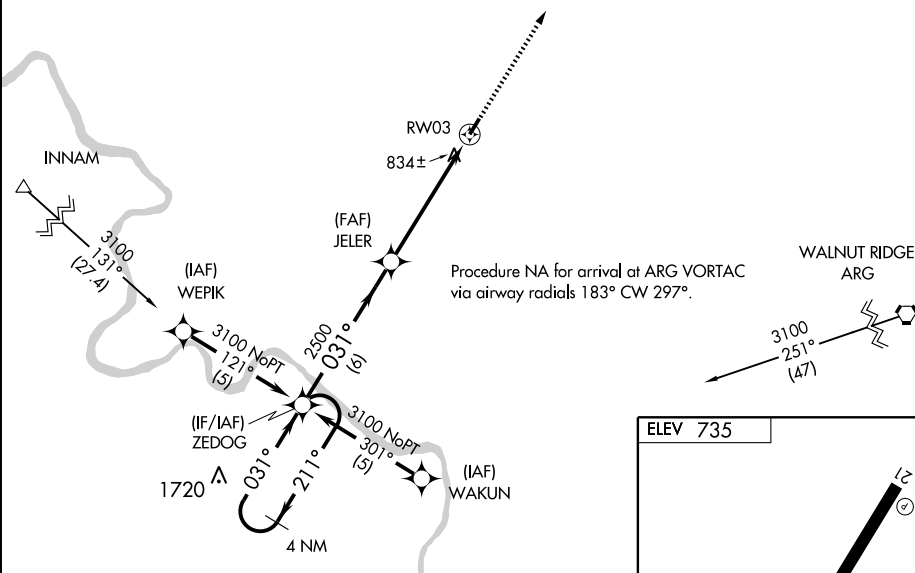 RW03
834±
INNAM
3100
131°
(27.4)
(FAF)
JELER
(IAF)
WEPIK
Procedure NA for arrival at ARG VORTAC
via airway radials 183° CW 297°.
WALNUT RIDGE
ARG
3100
251°
(47)
3100 NoPT
121°
(5)
2500
031°
(6)
(IF/IAF)
ZEDOG
3100 NoPT
301°
(5)
(IAF)
WAKUN
1720
031°
211°
4 NM
ELEV 735
21
P